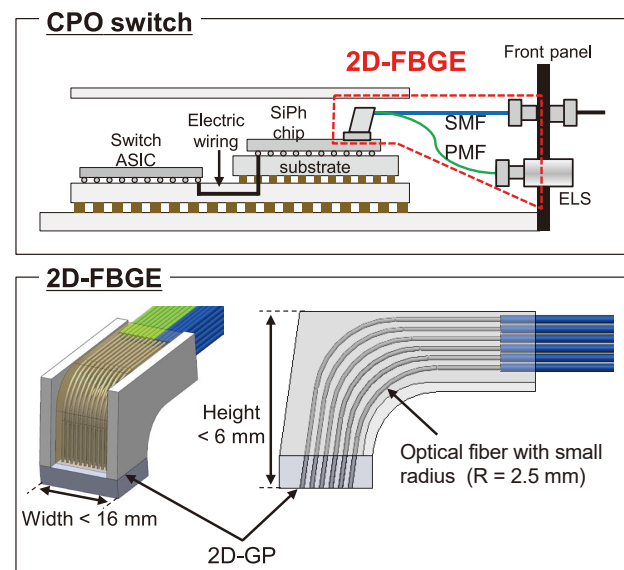 CPO switch
2D-FBGE
Front panel
SiPh
chip
Electric
wiring
Switch
ASIC
SMF
PMF
substrate
ELS
2D-FBGE
Height
< 6 mm
Optical fiber with small
radius (R = 2.5 mm)
Width < 16 mm
2D-GP